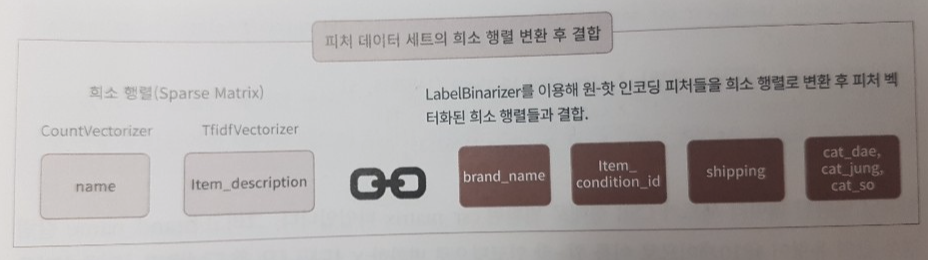 피처 데이터 세트의 희소 행렬 변환 후 결합
희소 행렬(Sparse Matrix)
LabelBinarizer를 이용해 원-핫 인코딩 피처들을 희소 행렬로 변환 후 피처 벡
터화된 희소 행렬들과 결합.
CountVectorizer
TfidfVectorizer
name
Item_description
brand_name
Item_
condition_id
shipping
cat_dae,
cat_jung,
cat_so